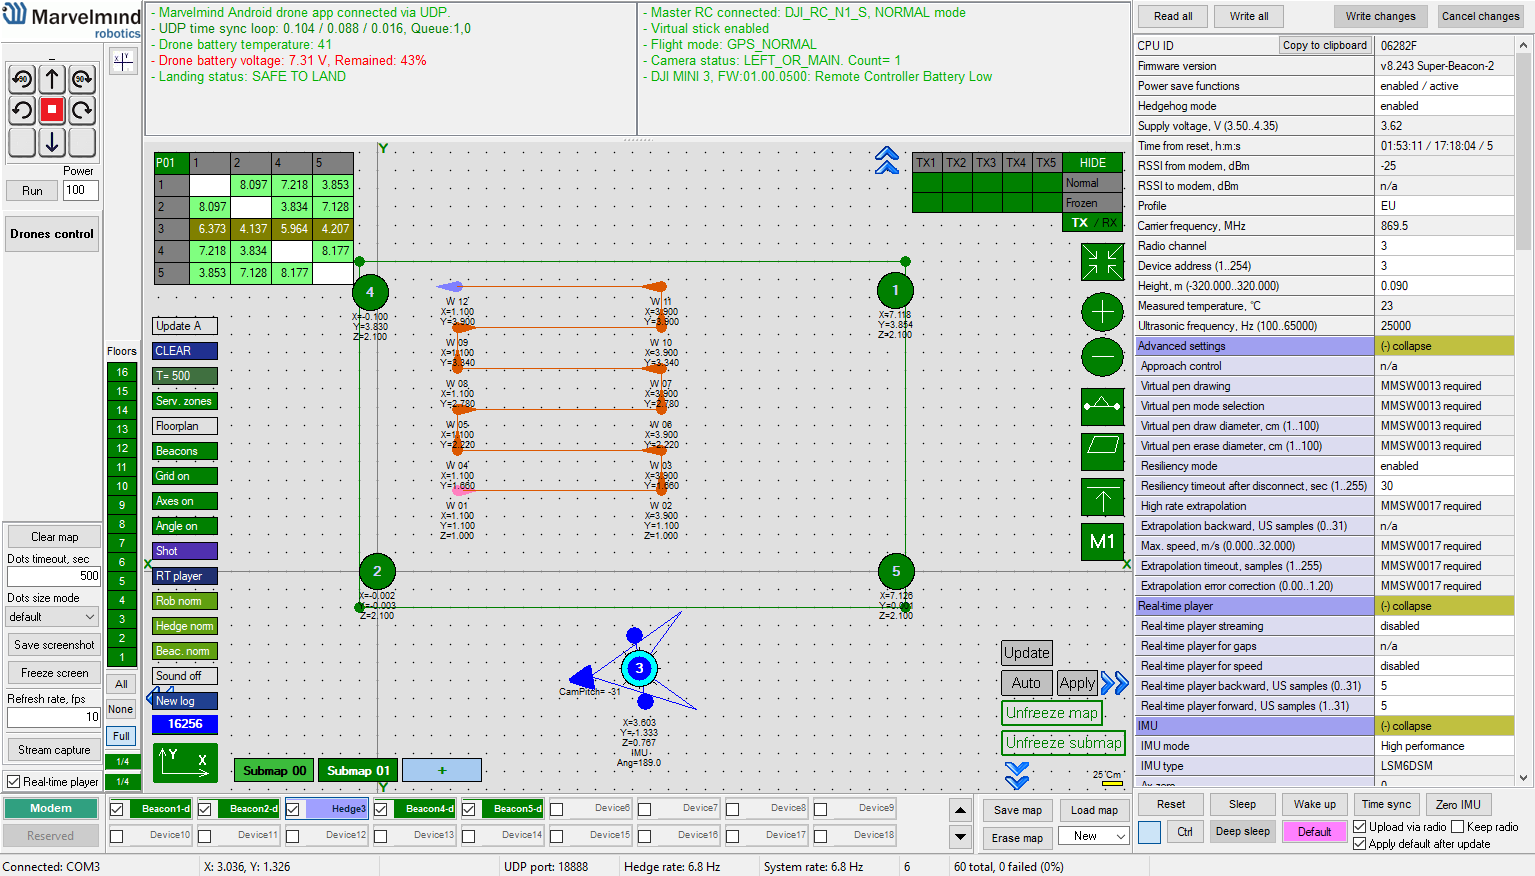 Marvelmind
robotics
- Marvelmind Android drone app connected via UDP.
- UDP time sync loop: 0.104 / 0.088 / 0.016, Queue:1,0
- Drone battery temperature: 41
- Drone battery voltage: 7.31 V, Remained: 43%
- Landing status: SAFE TO LAND
- Master RC connected: DJI_RC_N1_S, NORMAL mode
- Virtual stick enabled
- Flight mode: GPS_NORMAL
- Camera status: LEFT_OR_MAIN. Count= 1
- DJI MINI 3, FW:01.00.0500: Remote Controller Battery Low
90 90
Power
Run 100
Drones control
Clear map
Dots timeout, sec
500
Dots size mode
default
Save screenshot
Freeze screen
Refresh rate, fps
10
Stream capture
Real-time player
Floors
16
15
14
13
12
11
10
9
8
7
6
5
4
3
2
1
All
None
Full
1/4
1/4
P01 1 2 4 5
1 8.097 7.218 3.853
2 8.097 3.834 7.128
3 6.373 4.137 5.964 4.207
4 7.218 3.834 8.177
5 3.853 7.128 8.177
Update A
CLEAR
T= 500
Serv. zones
Floorplan
Beacons
Grid on
Axes on
Angle on
Shot
RT player
Rob norm
Hedge norm
Beac. norm
Sound off
New log
16256
Y X
Y
X
X
Y
TX1 TX2 TX3 TX4 TX5 HIDE
Normal
Frozen
TX / RX
M1
4
X=-0.100
Y=3.830
Z=2.100
1
X=7.118
Y=3.854
Z=2.100
W 12
X=1.100
Y=3.900
W 11
X=3.900
Y=3.900
W 09
X=1.100
Y=3.340
W 10
X=3.900
Y=3.340
W 08
X=1.100
Y=2.780
W 07
X=3.900
Y=2.780
W 05
X=1.100
Y=2.220
W 06
X=3.900
Y=2.220
W 04
X=1.100
Y=1.660
W 03
X=3.900
Y=1.660
W 01
X=1.100
Y=1.100
Z=1.000
W 02
X=3.900
Y=1.100
Z=1.000
2
X=-0.002
Y=-0.003
Z=2.100
5
X=7.126
Z=2.100
3
CamPitch= -31
X=3.603
Y=-1.333
Z=0.767
IMU
Ang=189.0
Update
Auto Apply
Unfreeze map
Unfreeze submap
25 Cm
Submap 00 Submap 01 +
Read all Write all Write changes Cancel changes
CPU ID Copy to clipboard 06282F
Firmware version v8.243 Super-Beacon-2
Power save functions enabled / active
Hedgehog mode enabled
Supply voltage, V (3.50..4.35) 3.62
Time from reset, h:m:s 01:53:11 / 17:18:04 / 5
RSSI from modem, dBm -25
RSSI to modem, dBm n/a
Profile EU
Carrier frequency, MHz 869.5
Radio channel 3
Device address (1..254) 3
Height, m (-320.000..320.000) 0.090
Measured temperature, °C 23
Ultrasonic frequency, Hz (100..65000) 25000
Advanced settings (-) collapse
Approach control n/a
Virtual pen drawing MMSW0013 required
Virtual pen mode selection MMSW0013 required
Virtual pen draw diameter, cm (1..100) MMSW0013 required
Virtual pen erase diameter, cm (1..100) MMSW0013 required
Resiliency mode enabled
Resiliency timeout after disconnect, sec (1..255) 30
High rate extrapolation MMSW0017 required
Extrapolation backward, US samples (0..31) n/a
Max. speed, m/s (0.000..32.000) MMSW0017 required
Extrapolation timeout, samples (1..255) MMSW0017 required
Extrapolation error correction (0.00..1.20) MMSW0017 required
Real-time player (-) collapse
Real-time player streaming disabled
Real-time player for gaps n/a
Real-time player for speed disabled
Real-time player backward, US samples (0..31) 5
Real-time player forward, US samples (1..31) 5
IMU (-) collapse
IMU mode High perfomance
IMU type LSM6DSM
Modem Beacon1-d Beacon2-d Hedge3 Beacon4-d Beacon5-d Device6 Device7 Device8 Device9
Reserved Device10 Device11 Device12 Device13 Device14 Device15 Device16 Device17 Device18
Save map Load map
Erase map New
Reset Sleep Wake up Time sync Zero IMU
Ctrl Deep sleep Default Upload via radio Keep radio
Apply default after update
Connected: COM3 X: 3.036, Y: 1.326 UDP port: 18888 Hedge rate: 6.8 Hz System rate: 6.8 Hz 6 60 total, 0 failed (0%)